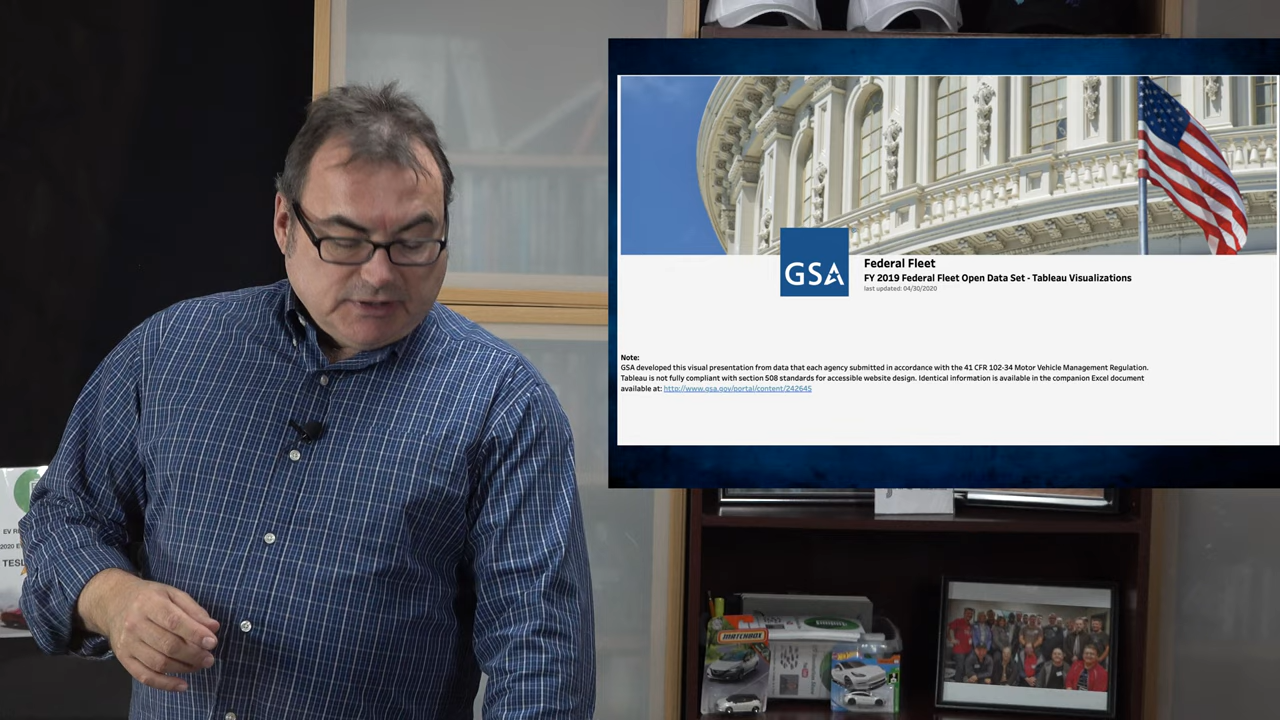 GSA
Federal Fleet
FY 2019 Federal Fleet Open Data Set - Tableau Visualizations
last updated: 04/30/2020
Note:
GSA developed this visual presentation from data that each agency submitted in accordance with the 41 CFR 102-34 Motor Vehicle Management Regulation.
Tableau is not fully compliant with section 508 standards for accessible website design. Identical information is available in the companion Excel document
available at: http://www.gsa.gov/portal/content/242645
EV R
2020 E
TESL
MATCHBOX